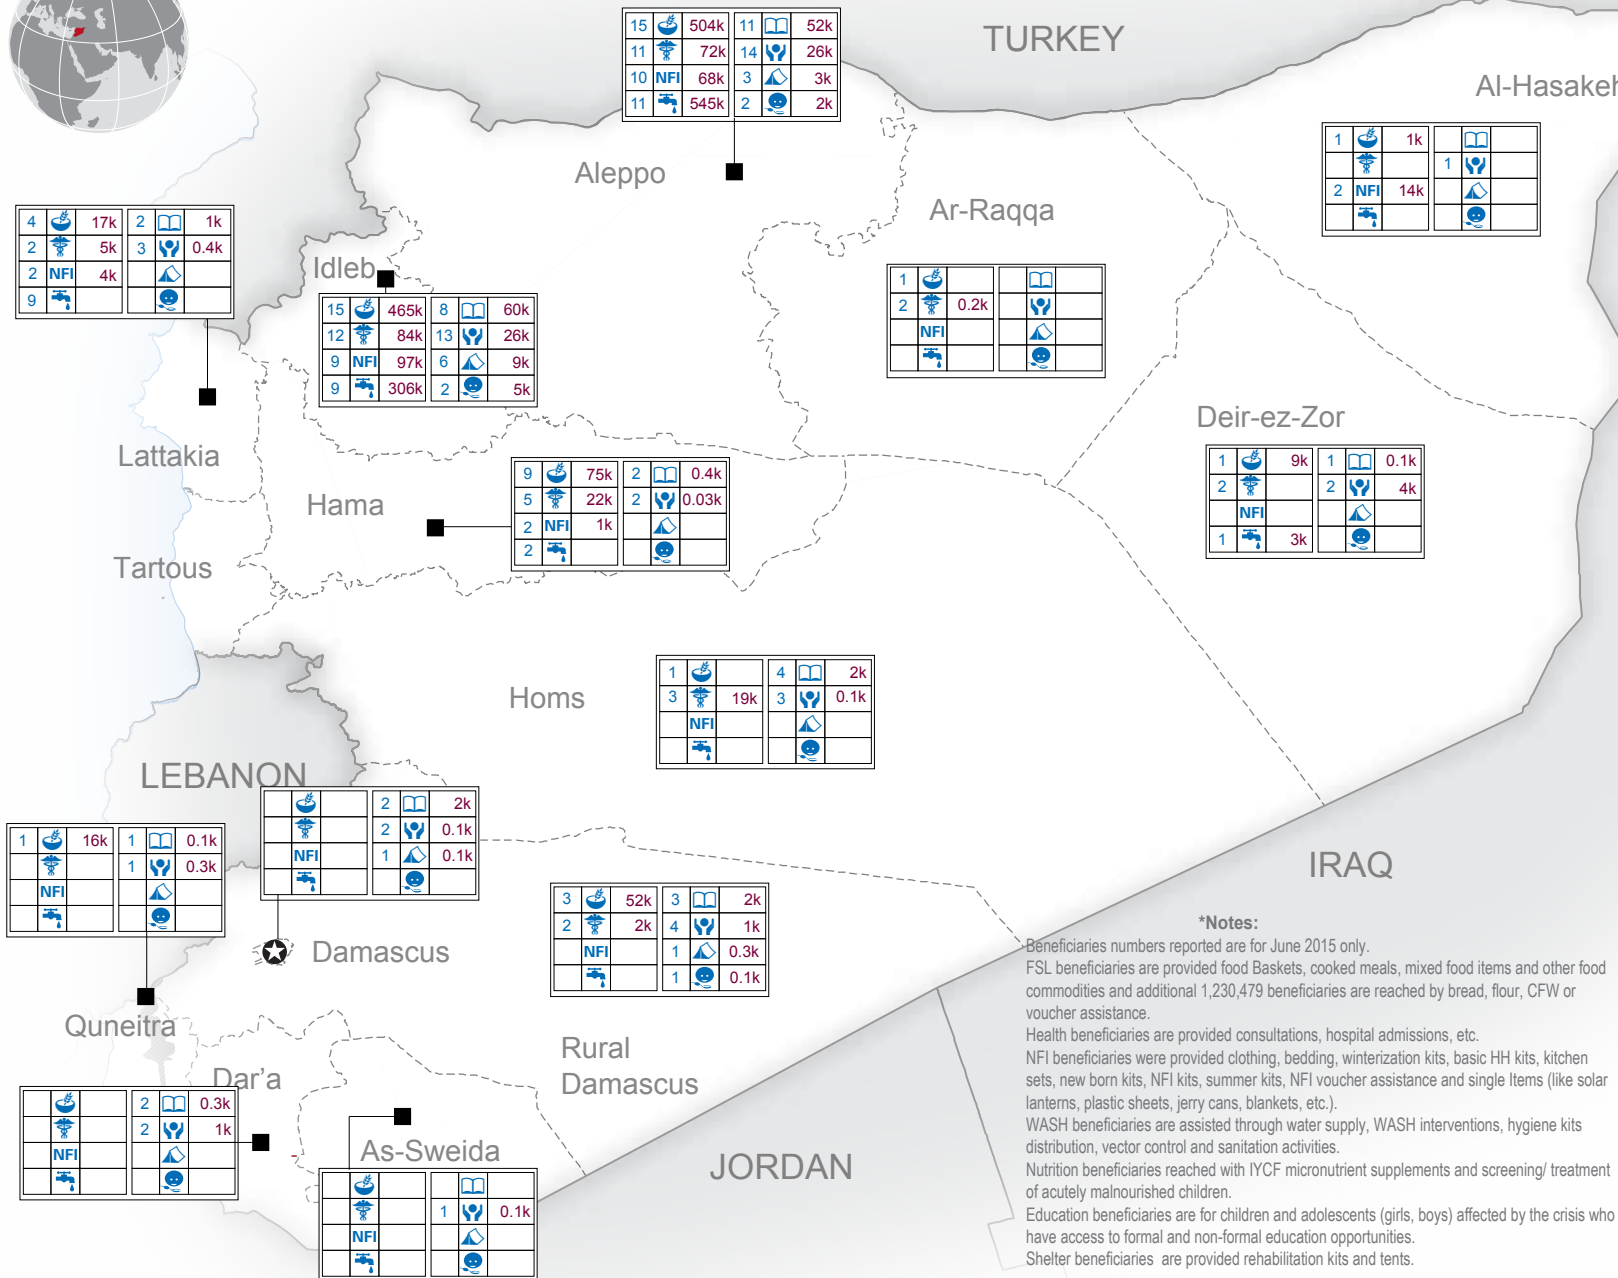 TURKEY
15 504k 11 52k
11 72k 14 26k
10 NFI 68k 3 3k
11 545k 2 2k
Al-Hasakeh
1 1k
1
2 NFI 14k
Aleppo
Ar-Raqqa
1
2 0.2k
NFI
4 17k 2 1k
2 5k 3 0.4k
2 NFI 4k
9
Idleb
15 465k 8 60k
12 84k 13 26k
9 NFI 97k 6 9k
9 306k 2 5k
Lattakia
Deir-ez-Zor
1 9k 1 0.1k
2 2 4k
NFI
1 3k
Hama
9 75k 2 0.4k
5 22k 2 0.03k
2 NFI 1k
2
Tartous
Homs
1 4 2k
3 19k 3 0.1k
NFI
LEBANON
2 2k
2 0.1k
NFI 1 0.1k
1 16k 1 0.1k
1 0.3k
NFI
IRAQ
Damascus
3 52k 3 2k
2 2k 4 1k
NFI 1 0.3k
1 0.1k
Quneitra
Rural
Damascus
Dar'a
2 0.3k
2 1k
NFI
As-Sweida
1 0.1k
NFI
JORDAN
*Notes:
Beneficiaries numbers reported are for June 2015 only.
FSL beneficiaries are provided food Baskets, cooked meals, mixed food items and other food
commodities and additional 1,230,479 beneficiaries are reached by bread, flour, CFW or
voucher assistance.
Health beneficiaries are provided consultations, hospital admissions, etc.
NFI beneficiaries were provided clothing, bedding, winterization kits, basic HH kits, kitchen
sets, new born kits, NFI kits, summer kits, NFI voucher assistance and single Items (like solar
lanterns, plastic sheets, jerry cans, blankets, etc.).
WASH beneficiaries are assisted through water supply, WASH interventions, hygiene kits
distribution, vector control and sanitation activities.
Nutrition beneficiaries reached with IYCF micronutrient supplements and screening/ treatment
of acutely malnourished children.
Education beneficiaries are for children and adolescents (girls, boys) affected by the crisis who
have access to formal and non-formal education opportunities.
Shelter beneficiaries are provided rehabilitation kits and tents.